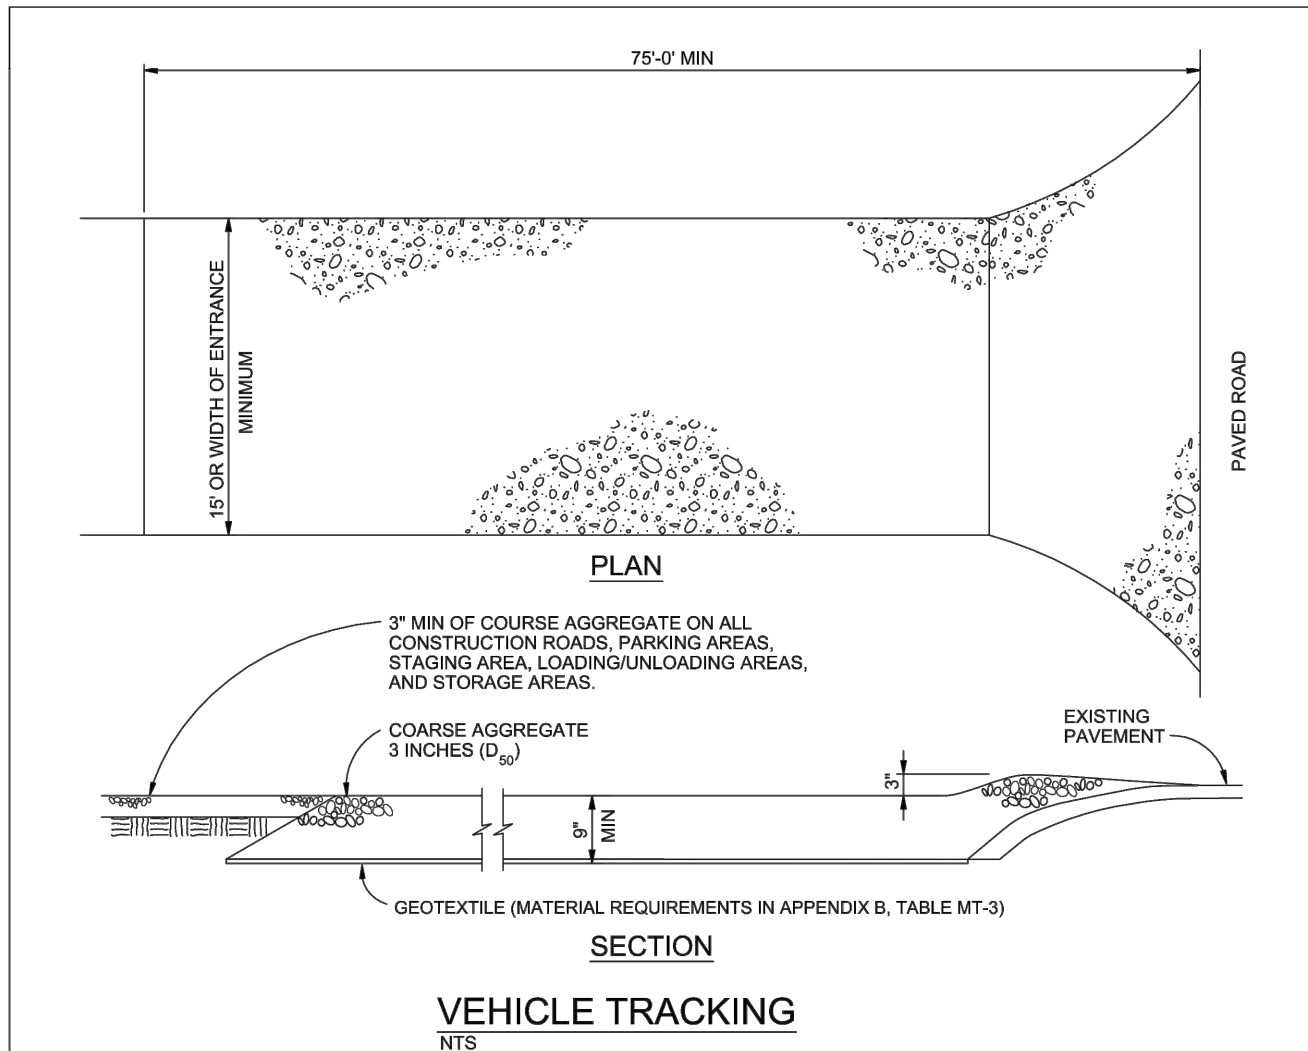 75'-0' MIN
15' OR WIDTH OF ENTRANCE
MINIMUM
PAVED ROAD
PLAN
3" MIN OF COURSE AGGREGATE ON ALL
CONSTRUCTION ROADS, PARKING AREAS,
STAGING AREA, LOADING/UNLOADING AREAS,
AND STORAGE AREAS.
COARSE AGGREGATE
3 INCHES (D50)
EXISTING
PAVEMENT
3"
9"
MIN
GEOTEXTILE (MATERIAL REQUIREMENTS IN APPENDIX B, TABLE MT-3)
SECTION
VEHICLE TRACKING
NTS